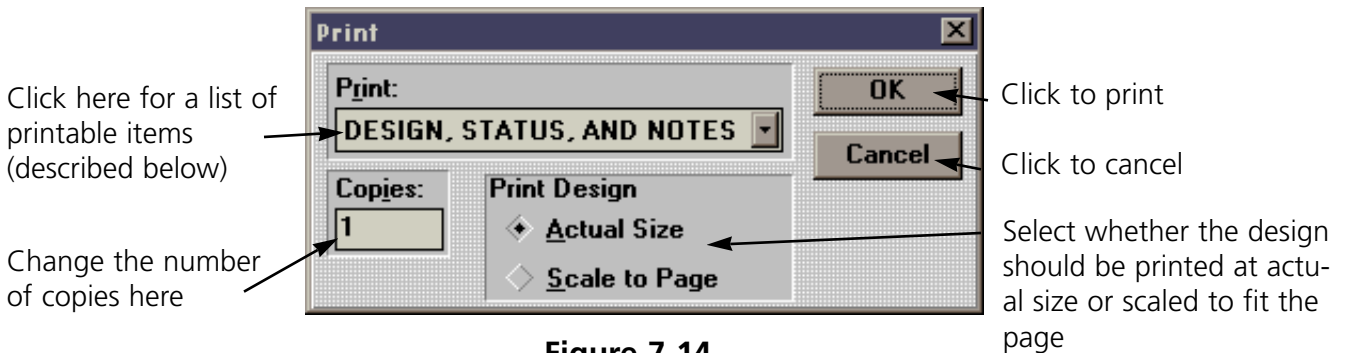 Print
Click here for a list of
printable items
(described below)
Print:
DESIGN, STATUS, AND NOTES
OK
Click to print
Cancel
Click to cancel
Copies:
1
Print Design
Actual Size
Scale to Page
Change the number
of copies here
Select whether the design
should be printed at actu-
al size or scaled to fit the
page
Figure 7-14